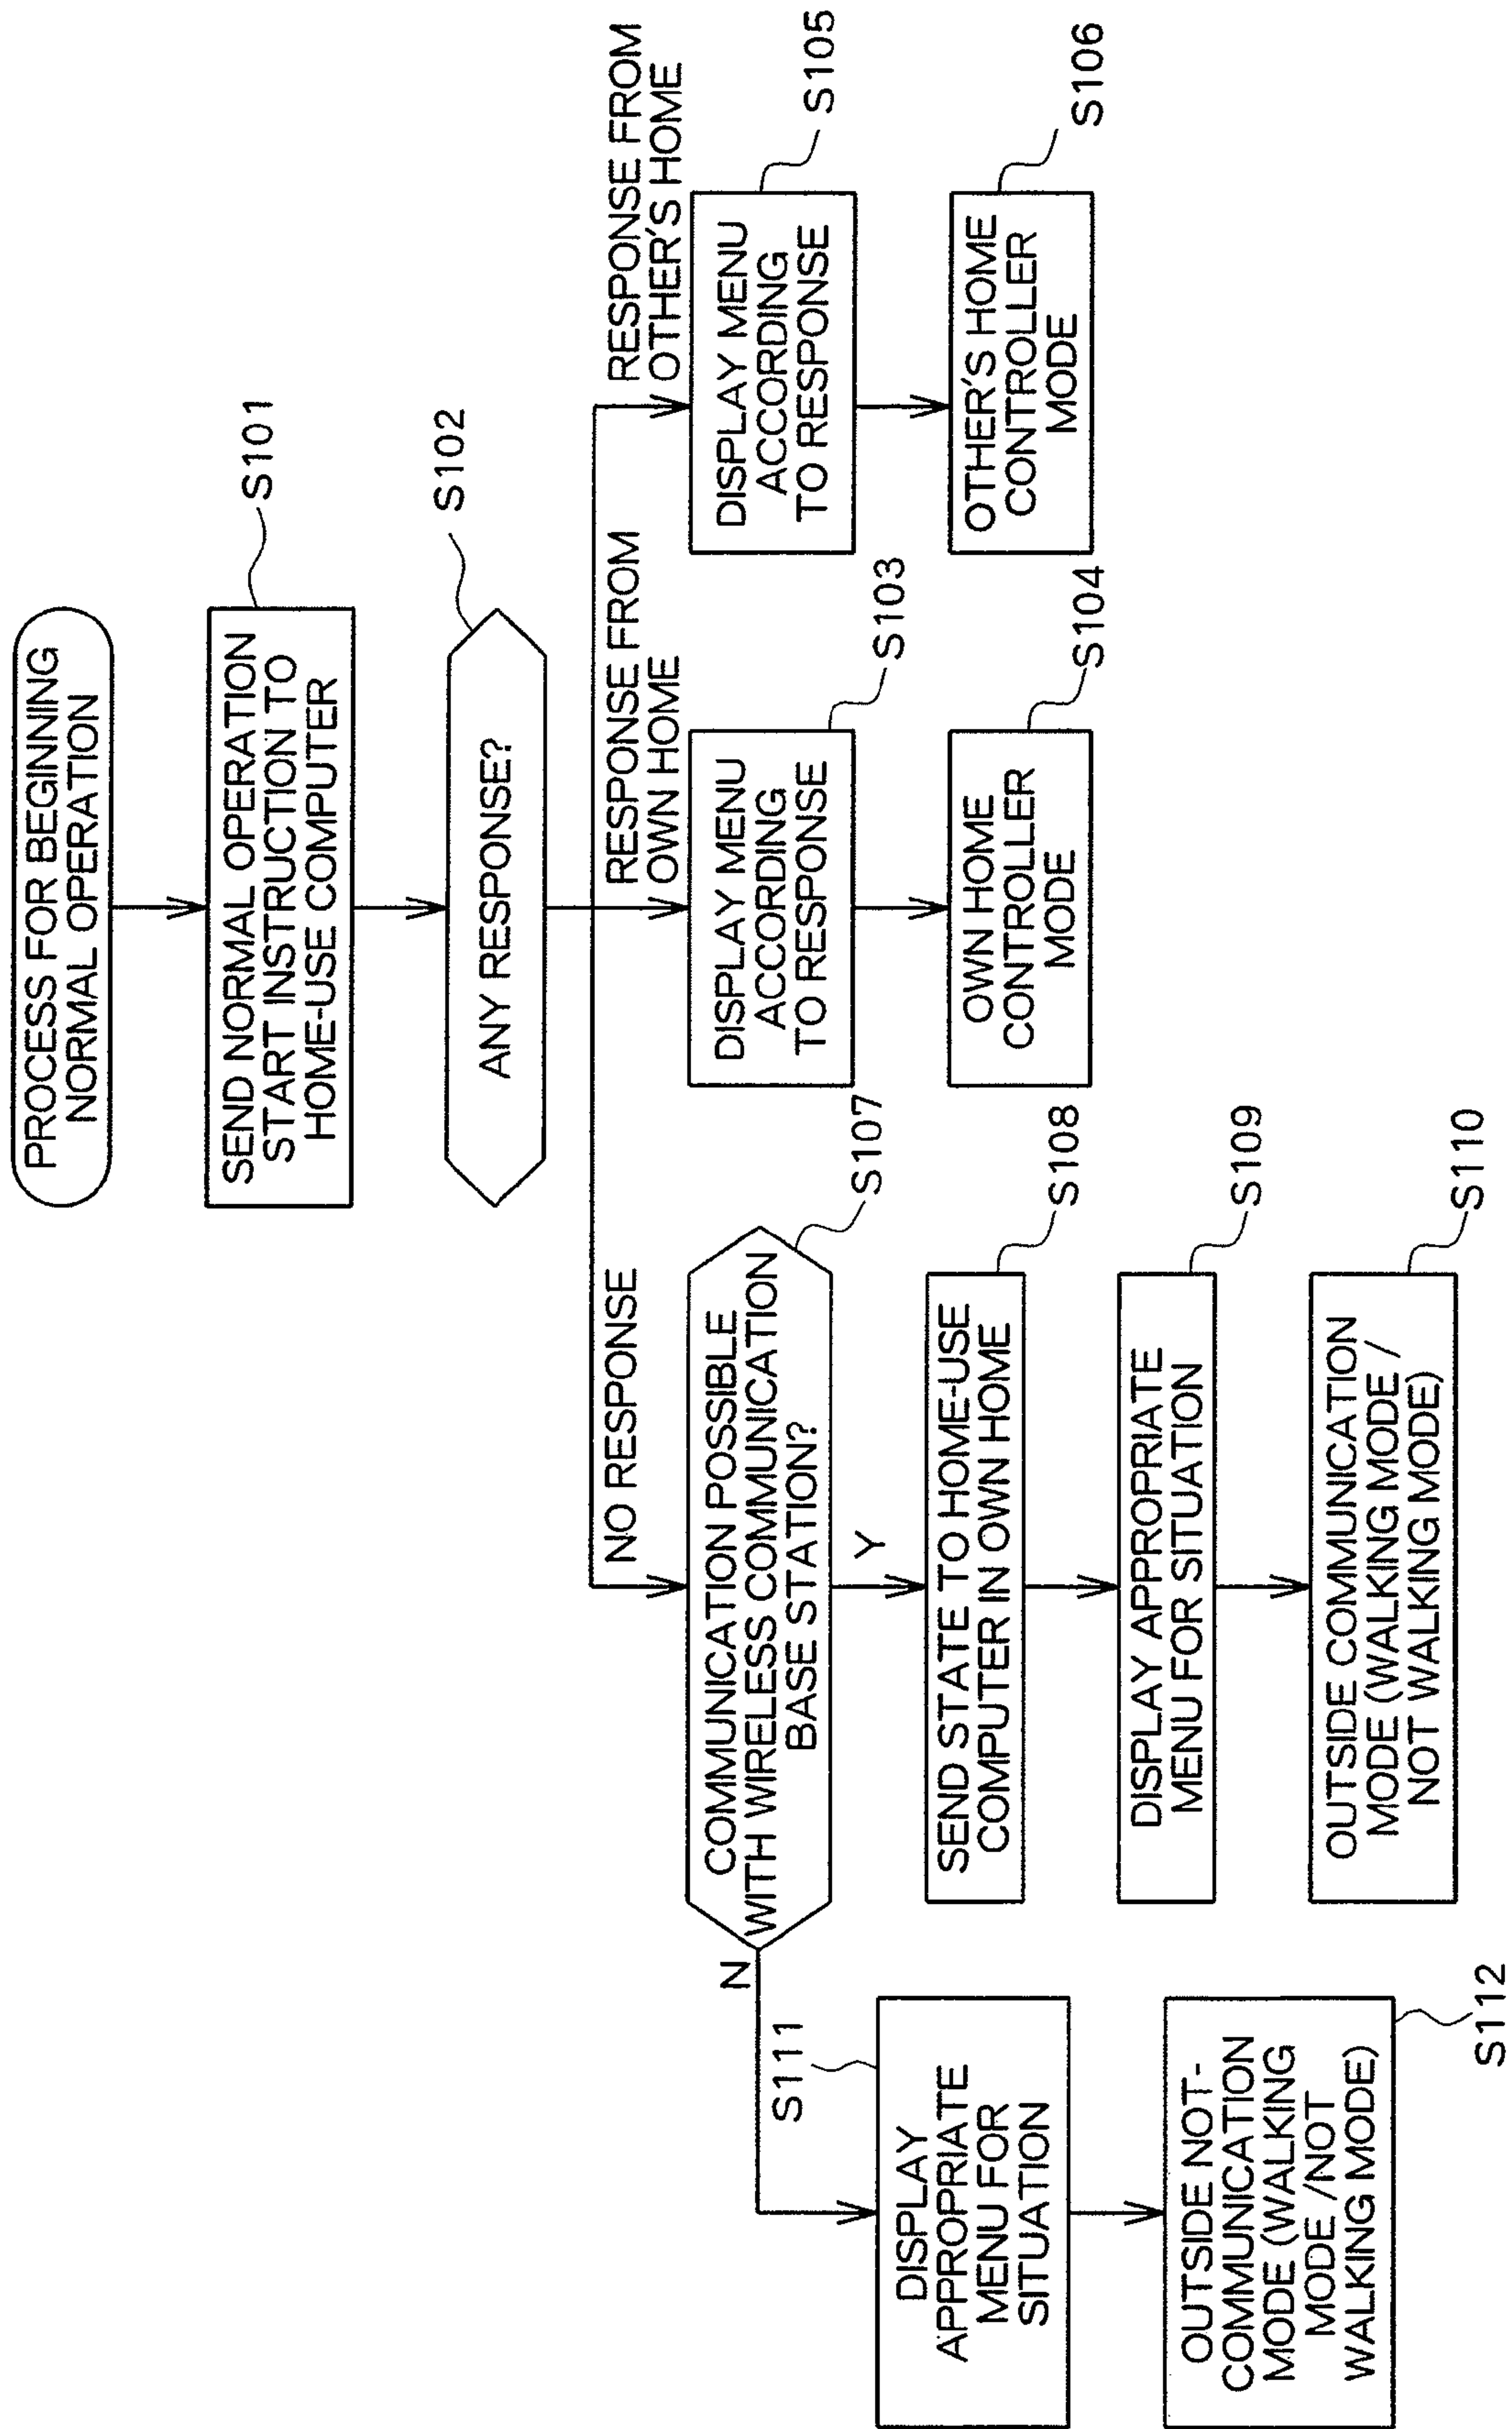 PROCESS FOR BEGINNING
NORMAL OPERATION
S101
SEND NORMAL OPERATION
START INSTRUCTION TO
HOME-USE COMPUTER
S102
ANY RESPONSE?
NO RESPONSE
RESPONSE FROM
OWN HOME
RESPONSE FROM
OTHER'S HOME
S107
COMMUNICATION POSSIBLE
WITH WIRELESS COMMUNICATION
BASE STATION?
N
Y
S103
DISPLAY MENU
ACCORDING
TO RESPONSE
S105
DISPLAY MENU
ACCORDING
TO RESPONSE
S111
DISPLAY
APPROPRIATE
MENU FOR
SITUATION
S108
SEND STATE TO HOME-USE
COMPUTER IN OWN HOME
S104
OWN HOME
CONTROLLER
MODE
S106
OTHER'S HOME
CONTROLLER
MODE
S109
DISPLAY APPROPRIATE
MENU FOR SITUATION
OUTSIDE NOT-
COMMUNICATION
MODE (WALKING
MODE /NOT
WALKING MODE)
S112
S110
OUTSIDE COMMUNICATION
MODE (WALKING MODE /
NOT WALKING MODE)